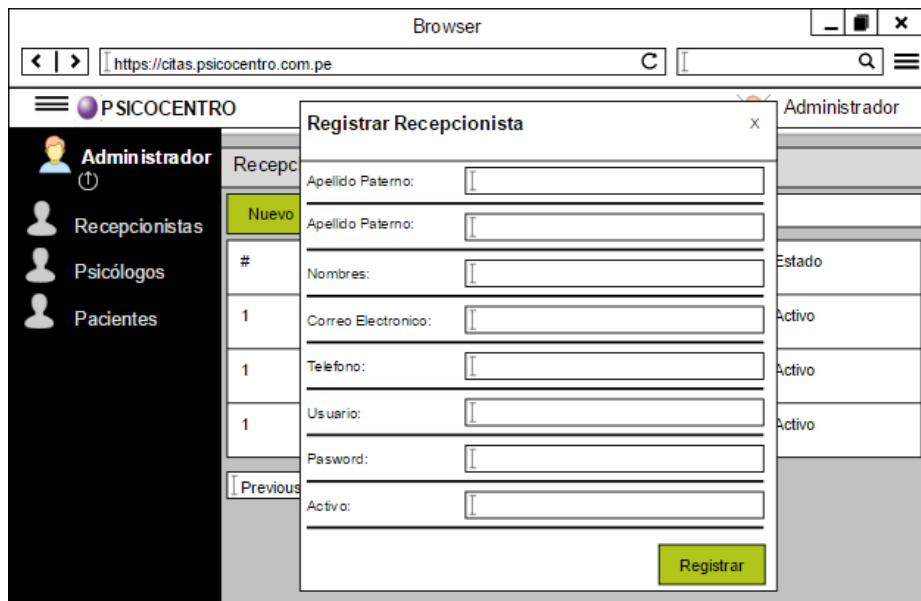 Browser
https://citas.psicocentro.com.pe
PSICOCENTRO
Administrador
Administrador
Recepcionistas
Psicólogos
Pacientes
Nuevo
#
Estado
1
Activo
1
Activo
1
Activo
Previous
Registrar Recepcionista
X
Apellido Paterno:
Apellido Paterno:
Nombres:
Correo Electronico:
Telefono:
Usuario:
Pasword:
Activo:
Registrar